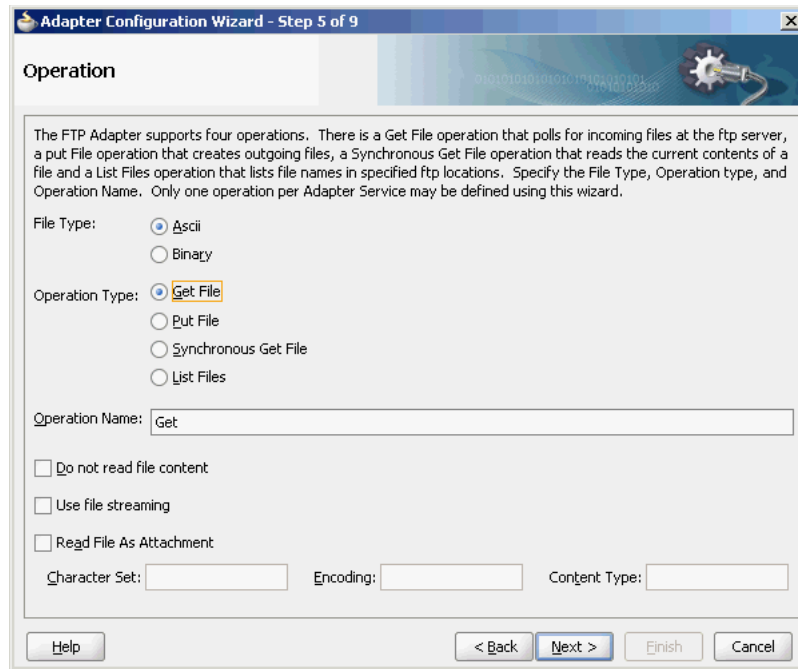 Adapter Configuration Wizard - Step 5 of 9
Operation
The FTP Adapter supports four operations. There is a Get File operation that polls for incoming files at the ftp server,
a put File operation that creates outgoing files, a Synchronous Get File operation that reads the current contents of a
file and a List Files operation that lists file names in specified ftp locations. Specify the File Type, Operation type, and
Operation Name. Only one operation per Adapter Service may be defined using this wizard.
File Type: Ascii
Binary
Operation Type: Get File
Put File
Synchronous Get File
List Files
Operation Name: Get
Do not read file content
Use file streaming
Read File As Attachment
Character Set: Encoding: Content Type:
Help < Back Next > Finish Cancel